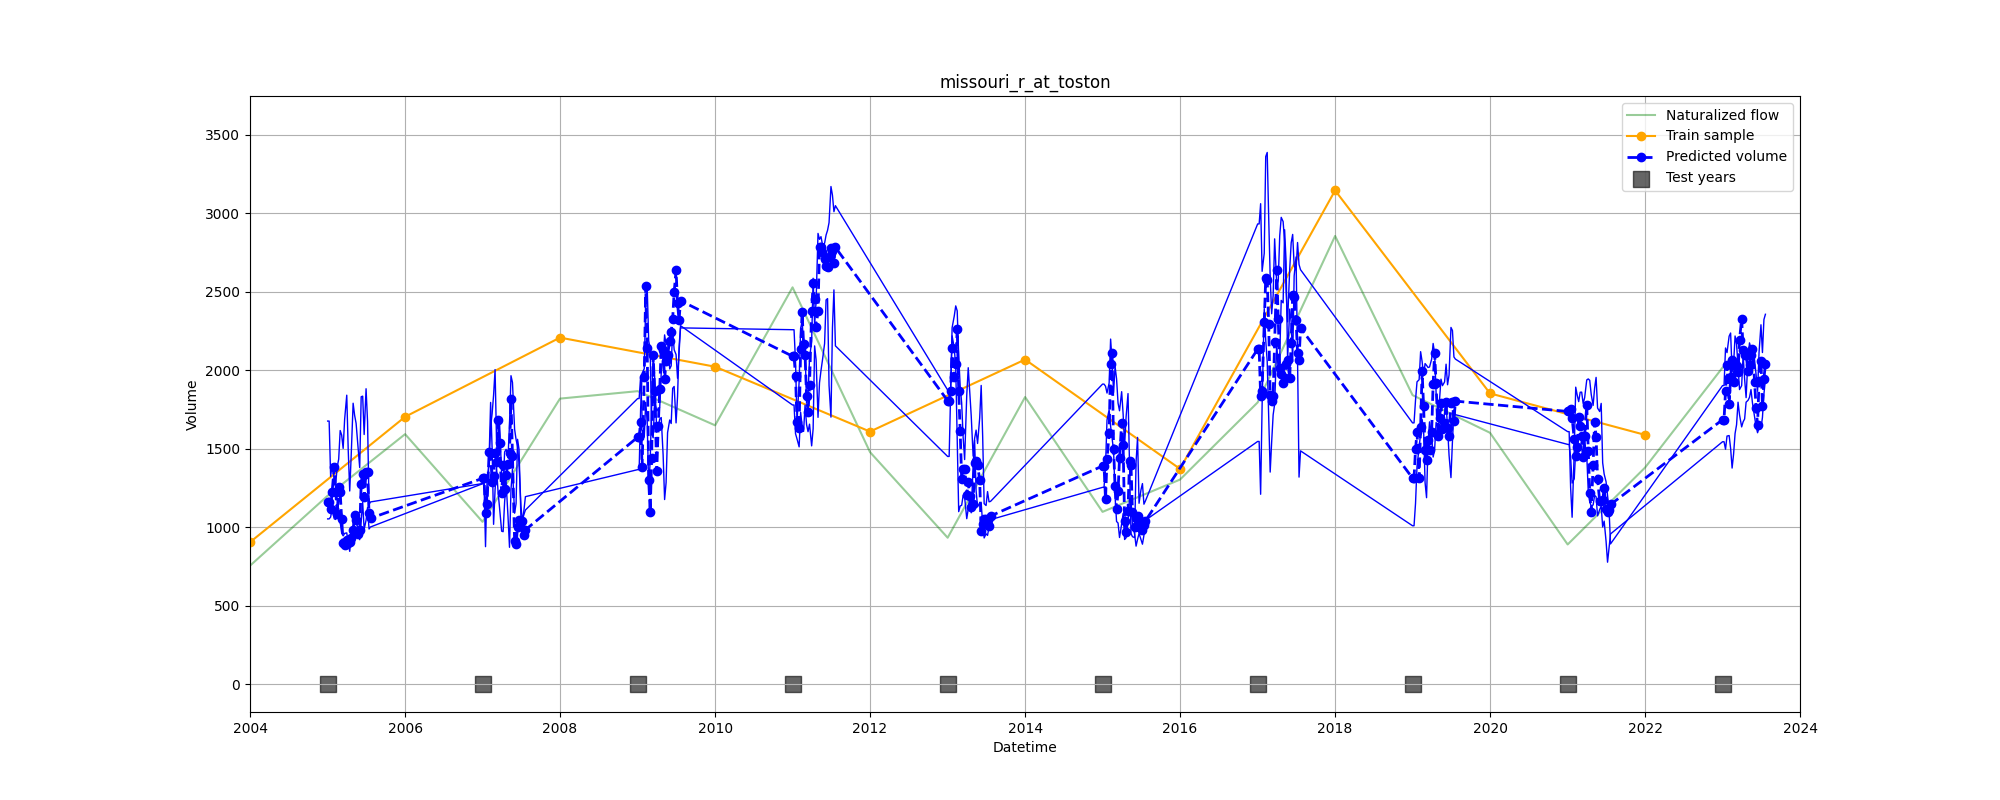 missouri_r_at_toston
Naturalized flow
Train sample
Predicted volume
Test years
Volume
3500
3000
2500
2000
1500
1000
500
0
2004 2006 2008 2010 2012 2014 2016 2018 2020 2022 2024
Datetime